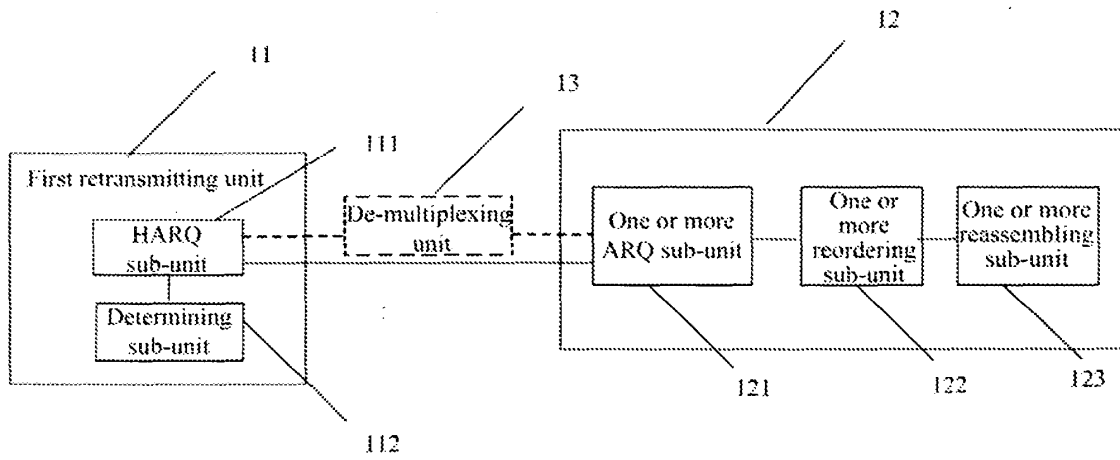 11
12
13
111
First retransmitting unit
HARQ
sub-unit
Determining
sub-unit
112
De-multiplexing
unit
One or more
ARQ sub-unit
One or
more
reordering
sub-unit
One or more
reassembling
sub-unit
121
122
123